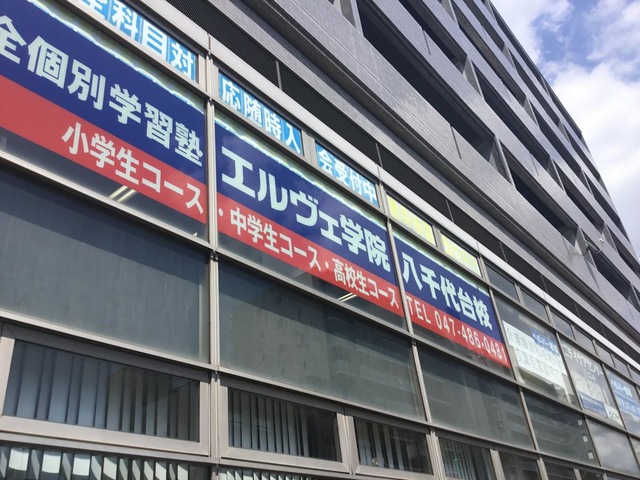 全科目対応随時入会受付中
全個別学習塾 エルヴェ学院 八千代台校
小学生コース・中学生コース・高校生コース TEL 047-486-0481